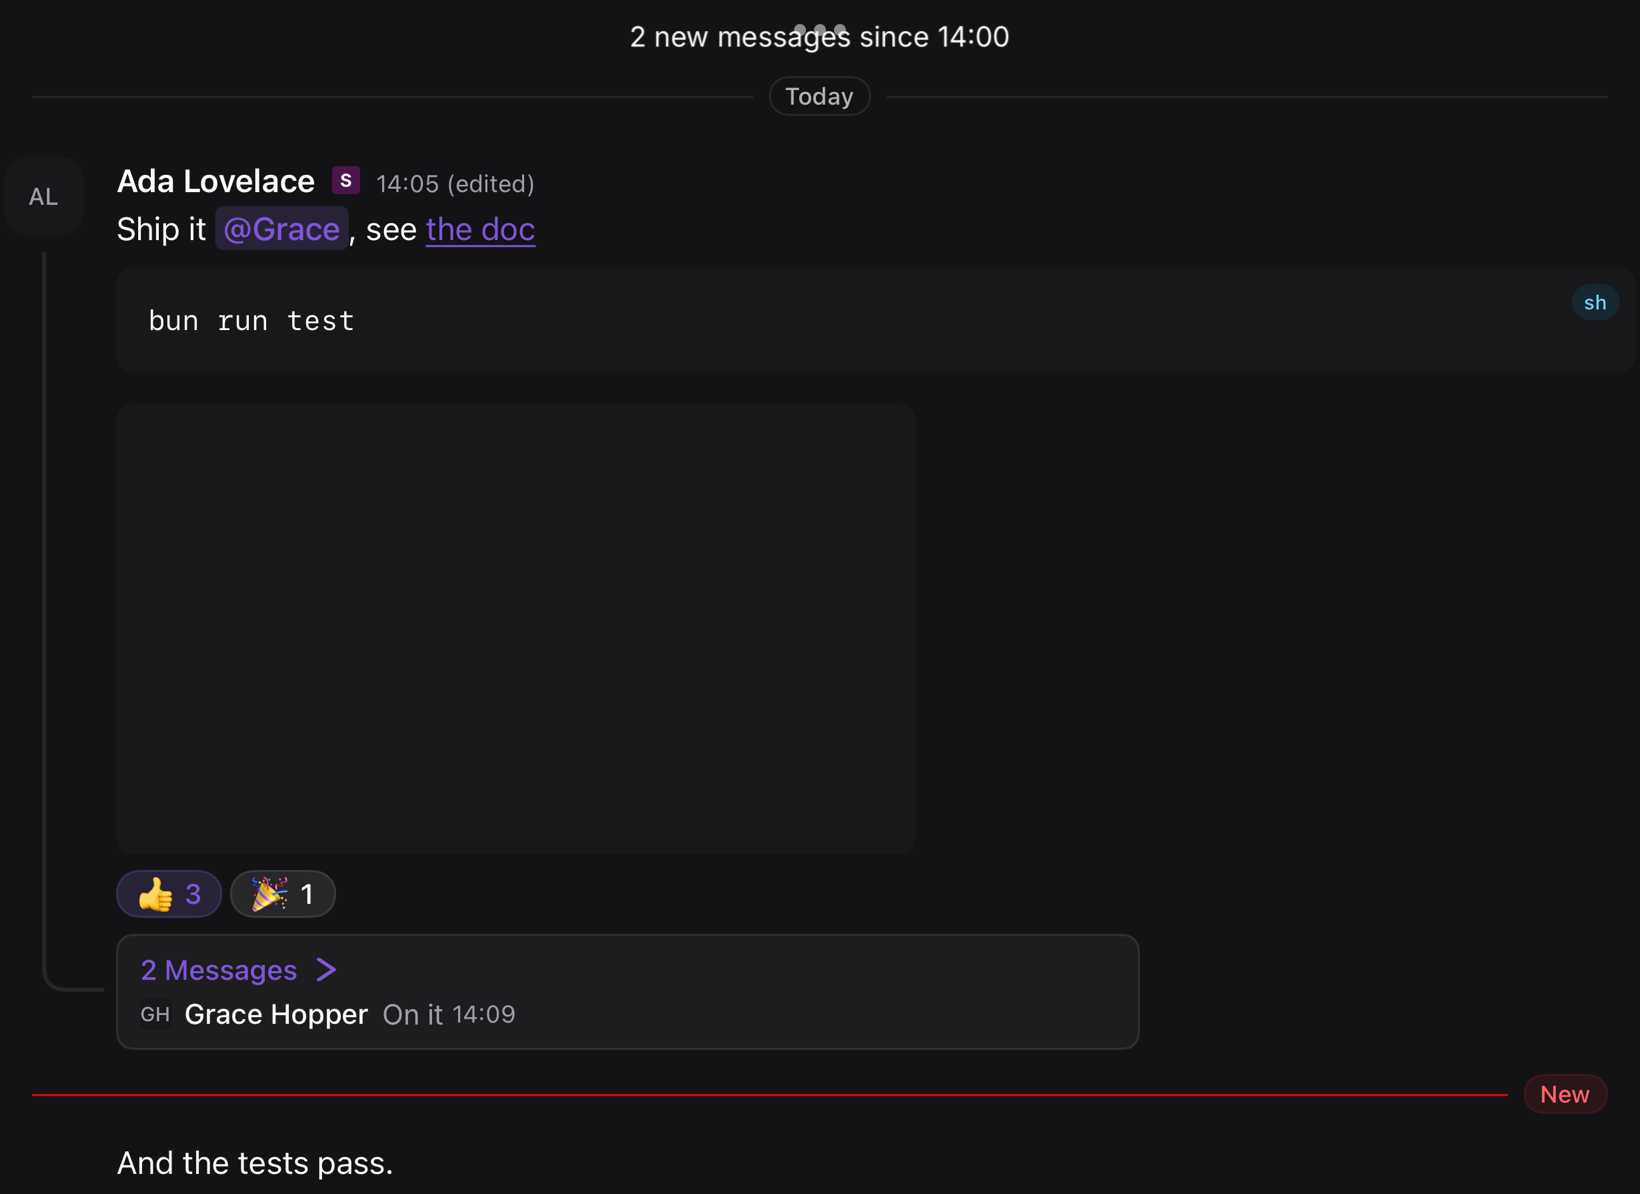 2 new messages since 14:00
Today
AL
Ada Lovelace S 14:05 (edited)
Ship it @Grace, see the doc
sh
bun run test
👍 3 🎉 1
2 Messages >
GH Grace Hopper On it 14:09
New
And the tests pass.